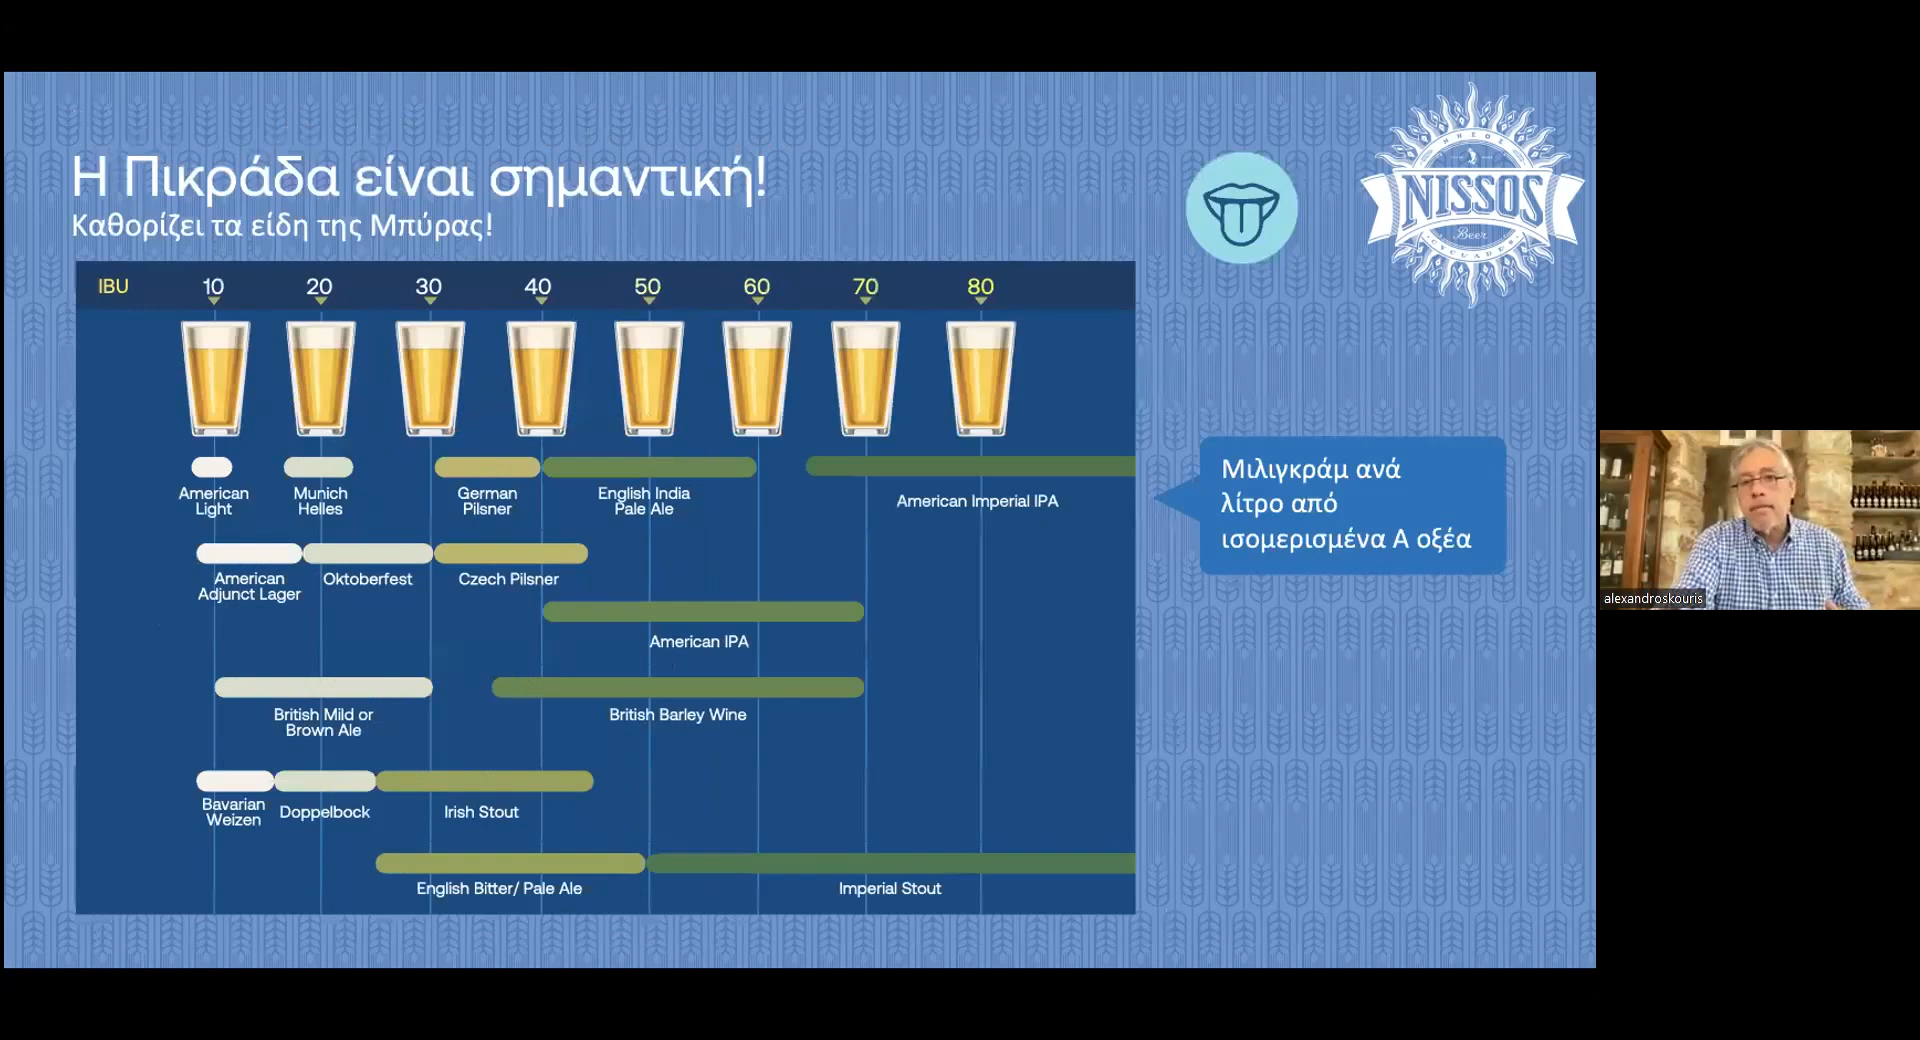 Η Πικράδα είναι σημαντική!
Καθορίζει τα είδη της Μπύρας!
ΝΗΣΟΣ
NISSOS
Beer
CYCLADES
IBU 10 20 30 40 50 60 70 80
American
Light
Munich
Helles
German
Pilsner
English India
Pale Ale
American Imperial IPA
American
Adjunct Lager
Oktoberfest
Czech Pilsner
American IPA
British Mild or
Brown Ale
British Barley Wine
Bavarian
Weizen
Doppelbock
Irish Stout
English Bitter/ Pale Ale
Imperial Stout
Μιλιγκράμ ανά
λίτρο από
ισομερισμένα Α οξέα
alexandroskouris